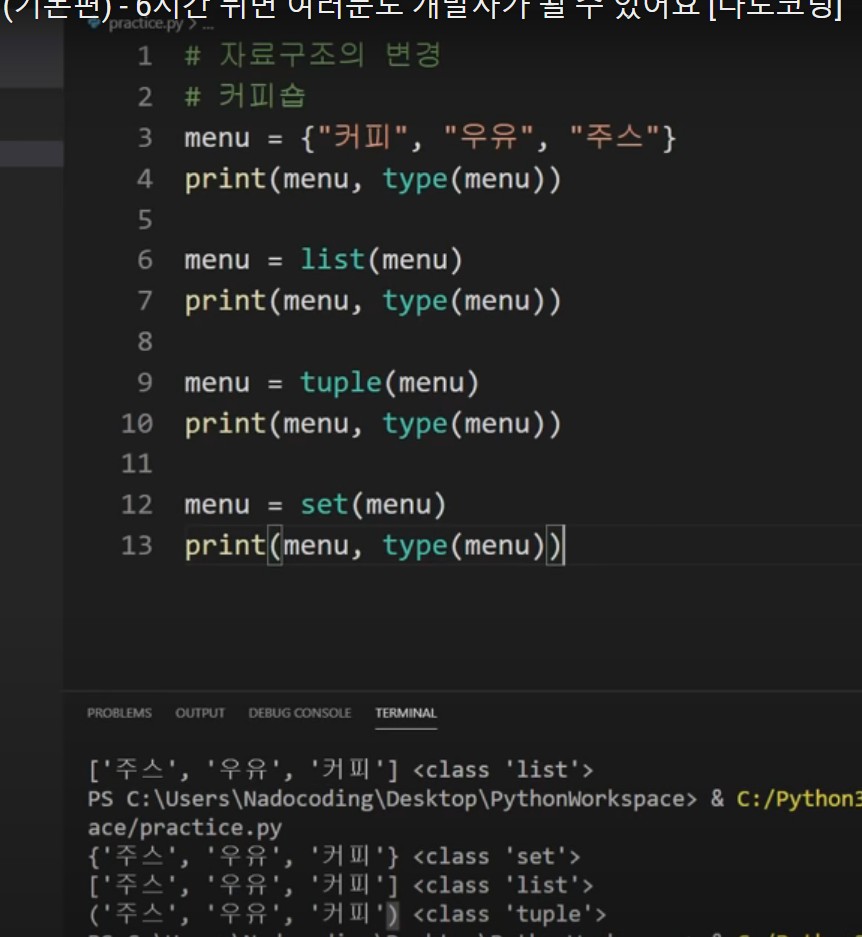 (기본편) - 6시간 뒤면 여러분도 개발자가 될 수 있어요 [나도코딩]
practice.py > ...
1 # 자료구조의 변경
2 # 커피숍
3 menu = {"커피", "우유", "주스"}
4 print(menu, type(menu))
5
6 menu = list(menu)
7 print(menu, type(menu))
8
9 menu = tuple(menu)
10 print(menu, type(menu))
11
12 menu = set(menu)
13 print(menu, type(menu))
PROBLEMS OUTPUT DEBUG CONSOLE TERMINAL
['주스', '우유', '커피'] <class 'list'>
PS C:\Users\Nadocoding\Desktop\PythonWorkspace> & C:/Python3
ace/practice.py
{'주스', '우유', '커피'} <class 'set'>
['주스', '우유', '커피'] <class 'list'>
('주스', '우유', '커피') <class 'tuple'>